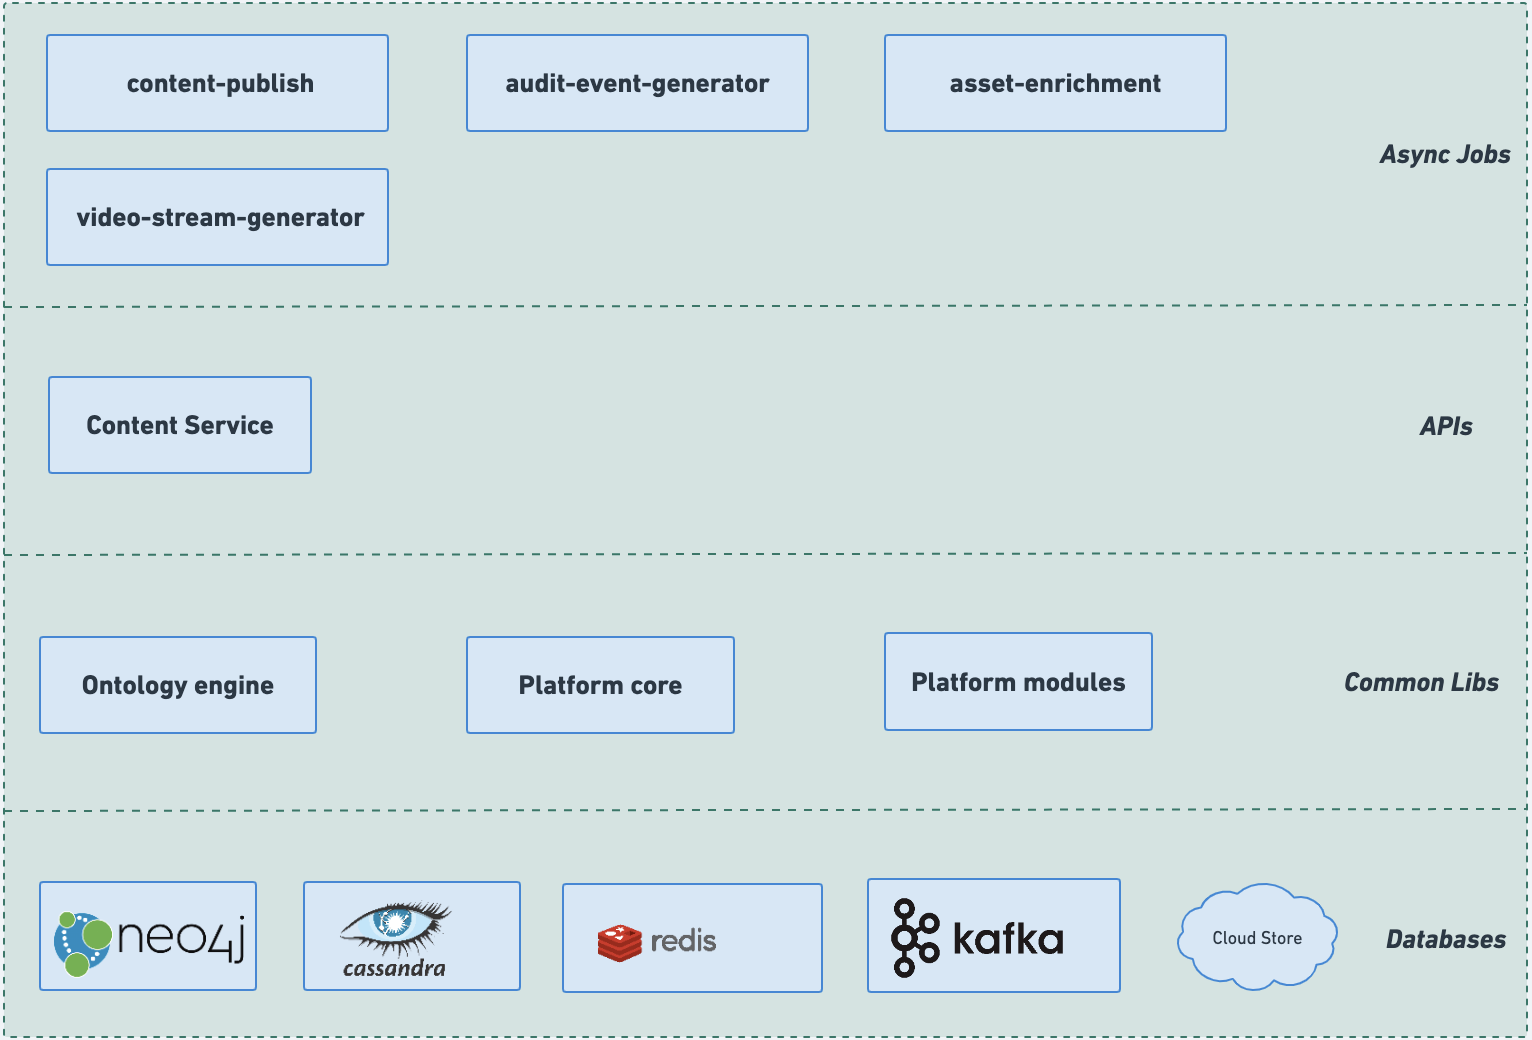 content-publish
audit-event-generator
asset-enrichment
Async Jobs
video-stream-generator
Content Service
APIs
Ontology engine
Platform core
Platform modules
Common Libs
neo4j
cassandra
redis
kafka
Cloud Store
Databases